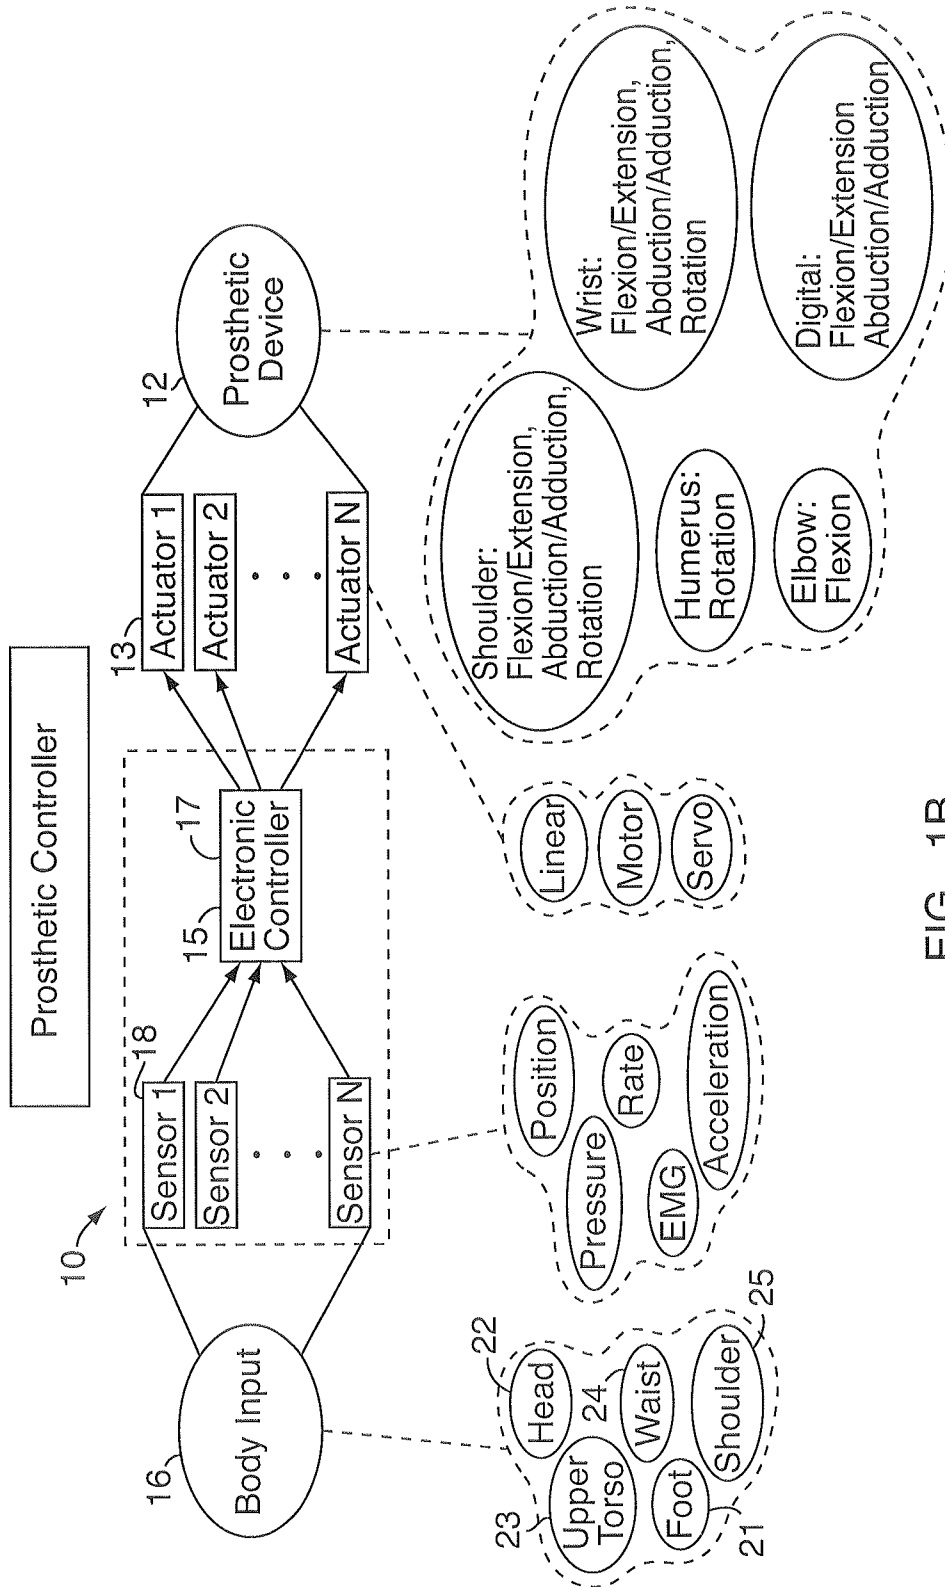 Prosthetic Controller
10
16
Body Input
18
Sensor 1
Sensor 2
Sensor N
15
17
Electronic
Controller
13
Actuator 1
Actuator 2
Actuator N
12
Prosthetic
Device
22
Head
23
Upper
Torso
24
Waist
Foot
21
Shoulder
25
Position
Pressure
Rate
EMG
Acceleration
Linear
Motor
Servo
Shoulder:
Flexion/Extension,
Abduction/Adduction,
Rotation
Humerus:
Rotation
Elbow:
Flexion
Wrist:
Flexion/Extension,
Abduction/Adduction,
Rotation
Digital:
Flexion/Extension
Abduction/Adduction
FIG. 1B